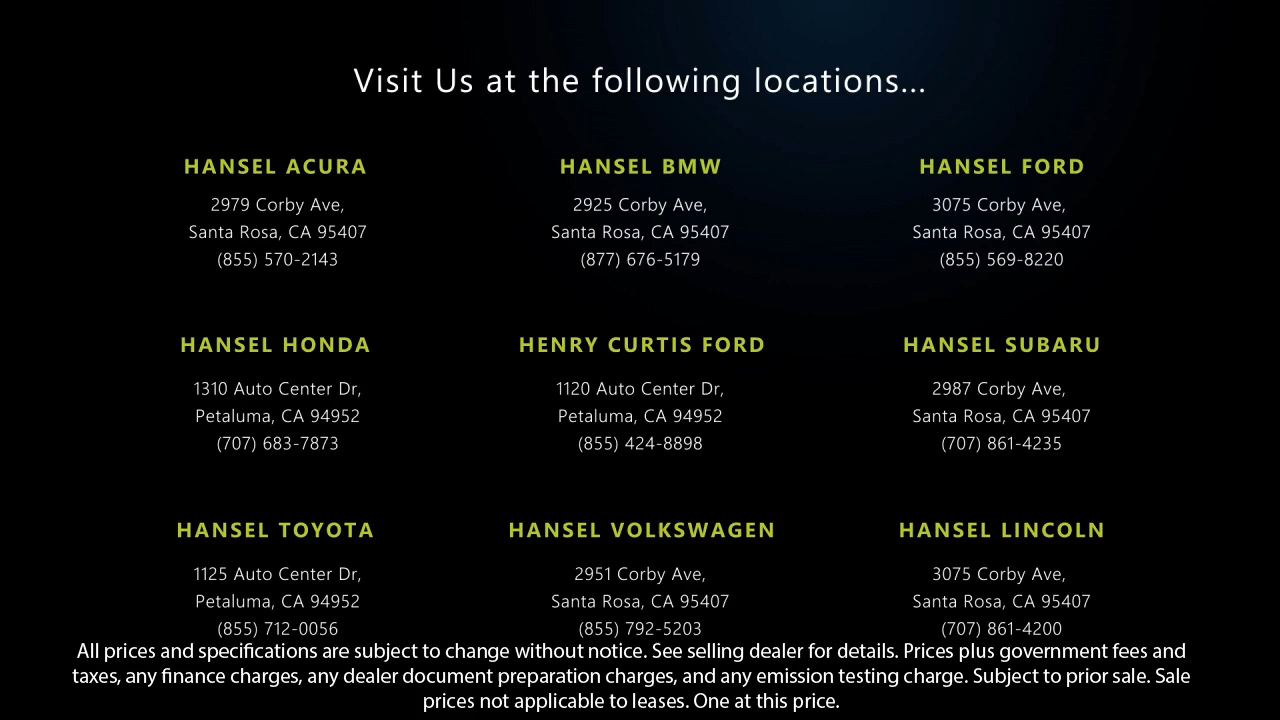 Visit Us at the following locations...
HANSEL ACURA
2979 Corby Ave,
Santa Rosa, CA 95407
(855) 570-2143
HANSEL BMW
2925 Corby Ave,
Santa Rosa, CA 95407
(877) 676-5179
HANSEL FORD
3075 Corby Ave,
Santa Rosa, CA 95407
(855) 569-8220
HANSEL HONDA
1310 Auto Center Dr,
Petaluma, CA 94952
(707) 683-7873
HENRY CURTIS FORD
1120 Auto Center Dr,
Petaluma, CA 94952
(855) 424-8898
HANSEL SUBARU
2987 Corby Ave,
Santa Rosa, CA 95407
(707) 861-4235
HANSEL TOYOTA
1125 Auto Center Dr,
Petaluma, CA 94952
(855) 712-0056
HANSEL VOLKSWAGEN
2951 Corby Ave,
Santa Rosa, CA 95407
(855) 792-5203
HANSEL LINCOLN
3075 Corby Ave,
Santa Rosa, CA 95407
(707) 861-4200
All prices and specifications are subject to change without notice. See selling dealer for details. Prices plus government fees and
taxes, any finance charges, any dealer document preparation charges, and any emission testing charge. Subject to prior sale. Sale
prices not applicable to leases. One at this price.